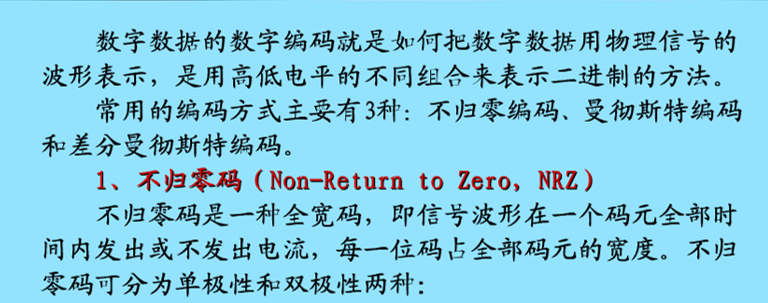 数字数据的数字编码就是如何把数字数据用物理信号的
波形表示，是用高低电平的不同组合来表示二进制的方法。
常用的编码方式主要有3种：不归零编码、曼彻斯特编码
和差分曼彻斯特编码。
1、不归零码（Non-Return to Zero, NRZ）
不归零码是一种全宽码，即信号波形在一个码元全部时
间内发出或不发出电流，每一位码占全部码元的宽度。不归
零码可分为单极性和双极性两种：